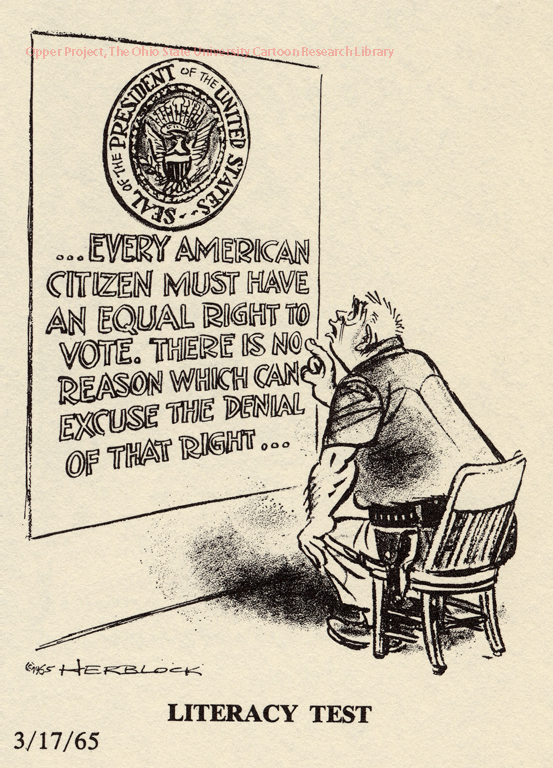 Opper Project, The Ohio State University Cartoon Research Library
SEAL OF THE PRESIDENT OF THE UNITED STATES
...EVERY AMERICAN
CITIZEN MUST HAVE
AN EQUAL RIGHT TO
VOTE. THERE IS NO
REASON WHICH CAN
EXCUSE THE DENIAL
OF THAT RIGHT...
©1965 HERBLOCK
LITERACY TEST
3/17/65